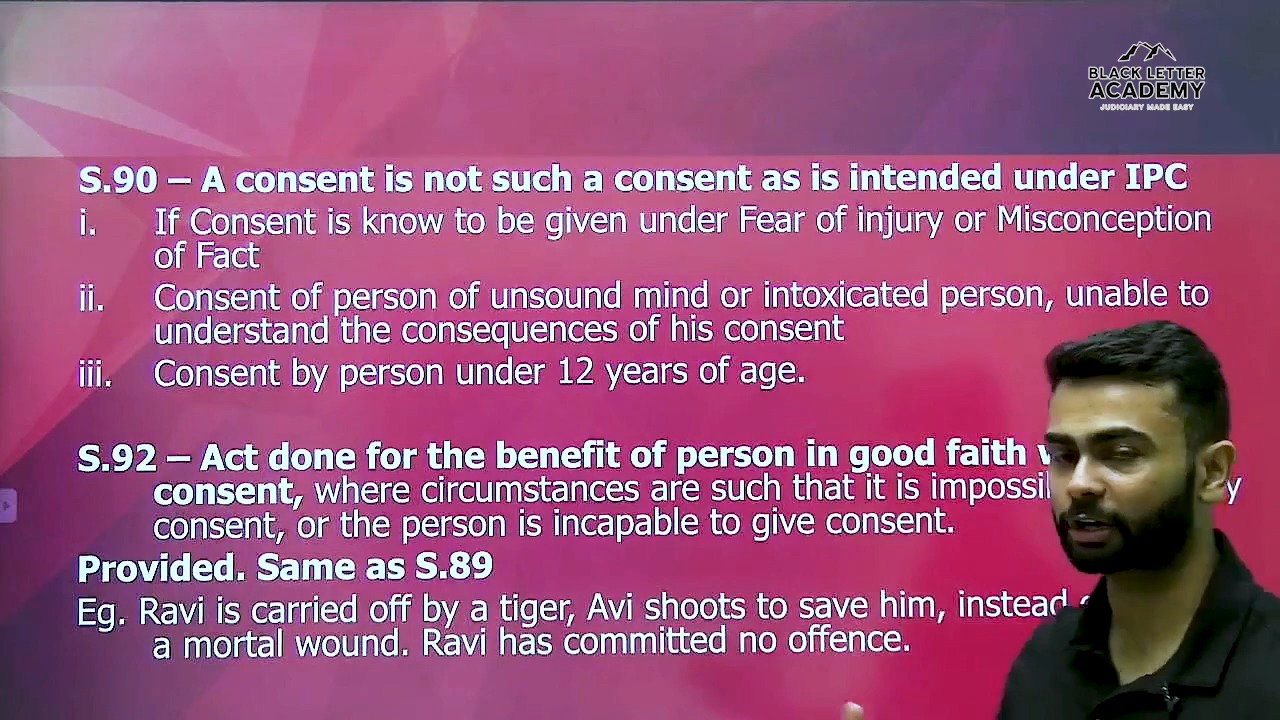 BLACK LETTER
ACADEMY
JUDICIARY MADE EASY
S.90 – A consent is not such a consent as is intended under IPC
i. If Consent is know to be given under Fear of injury or Misconception
of Fact
ii. Consent of person of unsound mind or intoxicated person, unable to
understand the consequences of his consent
iii. Consent by person under 12 years of age.
S.92 – Act done for the benefit of person in good faith
consent, where circumstances are such that it is
consent, or the person is incapable to give consent.
Provided. Same as S.89
Eg. Ravi is carried off by a tiger, Avi shoots to save him, instead
a mortal wound. Ravi has committed no offence.